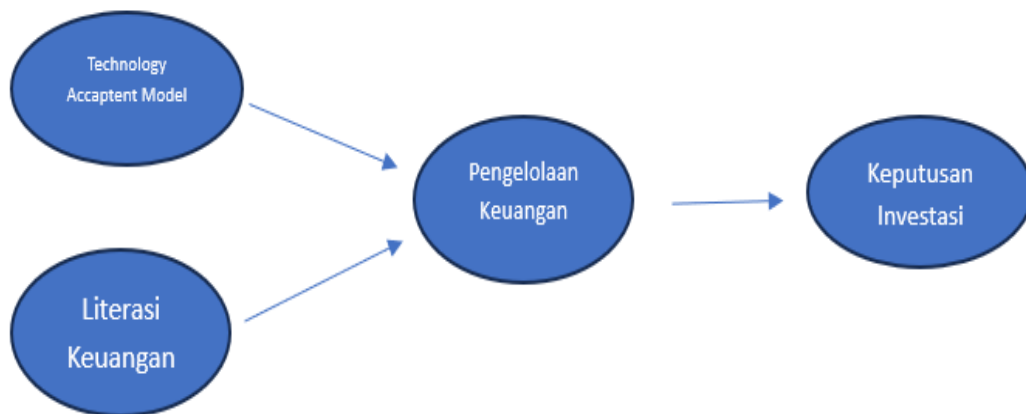 Technology
Accaptent Model
Pengelolaan
Keuangan
Keputusan
Investasi
Literasi
Keuangan